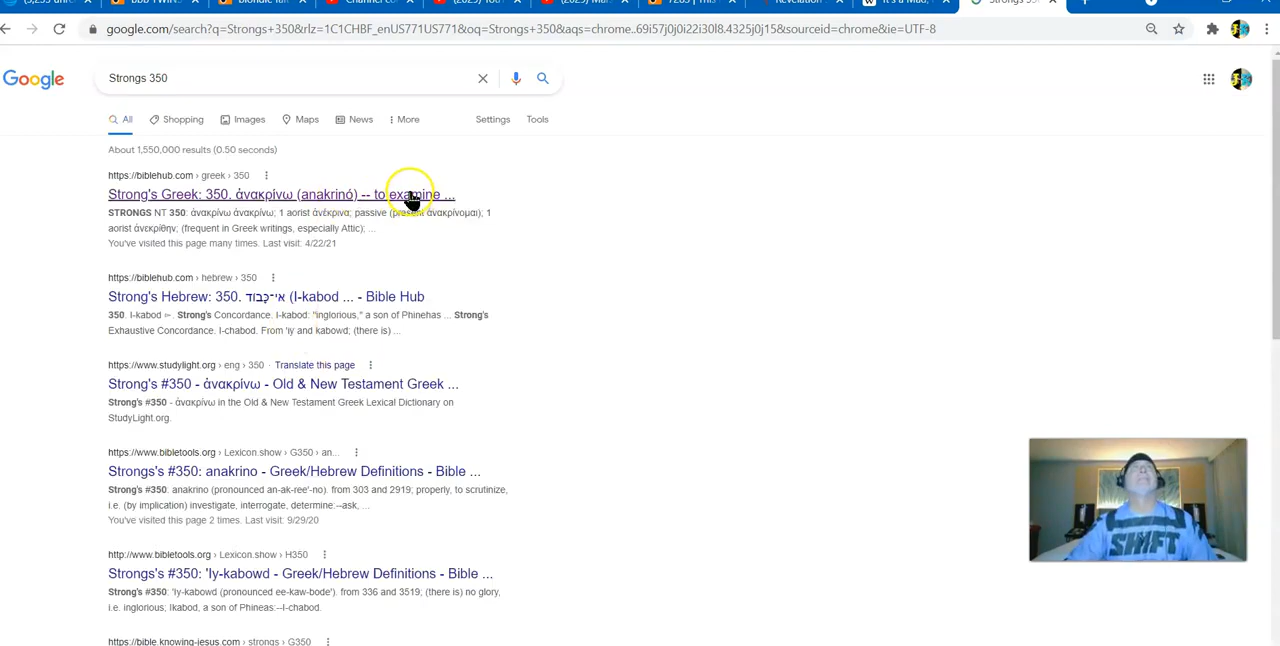 google.com/search?q=Strongs+350&rlz=1C1CHBF_enUS771US771&oq=Strongs+350&aqs=chrome..69i57j0j0i22i30l8.4325j0j15&sourceid=chrome&ie=UTF-8
Google
Strongs 350
All Shopping Images Maps News More Settings Tools
About 1,550,000 results (0.50 seconds)
https://biblehub.com › greek › 350
Strong's Greek: 350. ἀνακρίνω (anakrinó) -- to examine ...
STRONGS NT 350: ἀνακρίνω ἀνακρίνω; 1 aorist ἀνέκρινα; passive (present ἀνακρίνομαι); 1
aorist ἀνεκρίθην; (frequent in Greek writings, especially Attic); ...
You've visited this page many times. Last visit: 4/22/21
https://biblehub.com › hebrew › 350
Strong's Hebrew: 350. אִי־כָבוֹד (I-kabod ... - Bible Hub
350. I-kabod ►. Strong's Concordance. I-kabod: "inglorious," a son of Phinehas ... Strong's
Exhaustive Concordance. I-chabod. From 'iy and kabowd; (there is) ...
https://www.studylight.org › eng › 350 · Translate this page
Strong's #350 - ἀνακρίνω - Old & New Testament Greek ...
Strong's #350 - ἀνακρίνω in the Old & New Testament Greek Lexical Dictionary on
StudyLight.org.
https://www.bibletools.org › Lexicon.show › G350 › an...
Strongs's #350: anakrino - Greek/Hebrew Definitions - Bible ...
Strong's #350: anakrino (pronounced an-ak-ree'-no). from 303 and 2919; properly, to scrutinize,
i.e. (by implication) investigate, interrogate, determine:--ask, ...
You've visited this page 2 times. Last visit: 9/29/20
http://www.bibletools.org › Lexicon.show › H350
Strongs's #350: 'Iy-kabowd - Greek/Hebrew Definitions - Bible ...
Strong's #350: 'Iy-kabowd (pronounced ee-kaw-bode'). from 336 and 3519; (there is) no glory,
i.e. inglorious; Ikabod, a son of Phineas:--I-chabod.
https://bible.knowing-jesus.com › strongs › G350
SHIFT